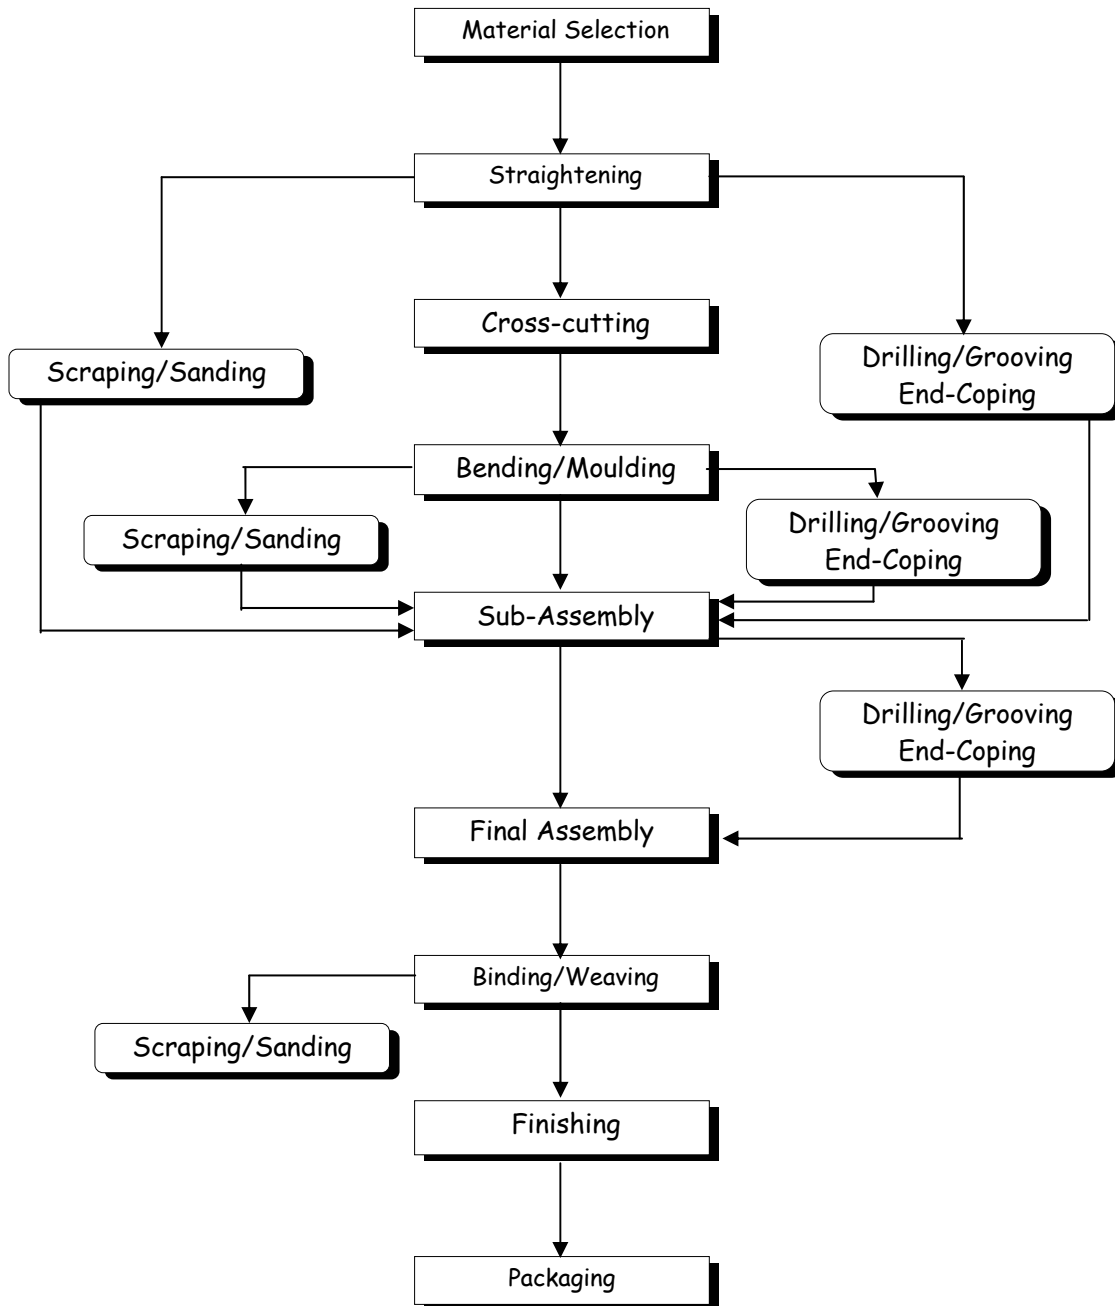 Material Selection
Straightening
Cross-cutting
Scraping/Sanding
Drilling/Grooving
End-Coping
Bending/Moulding
Scraping/Sanding
Drilling/Grooving
End-Coping
Sub-Assembly
Drilling/Grooving
End-Coping
Final Assembly
Binding/Weaving
Scraping/Sanding
Finishing
Packaging